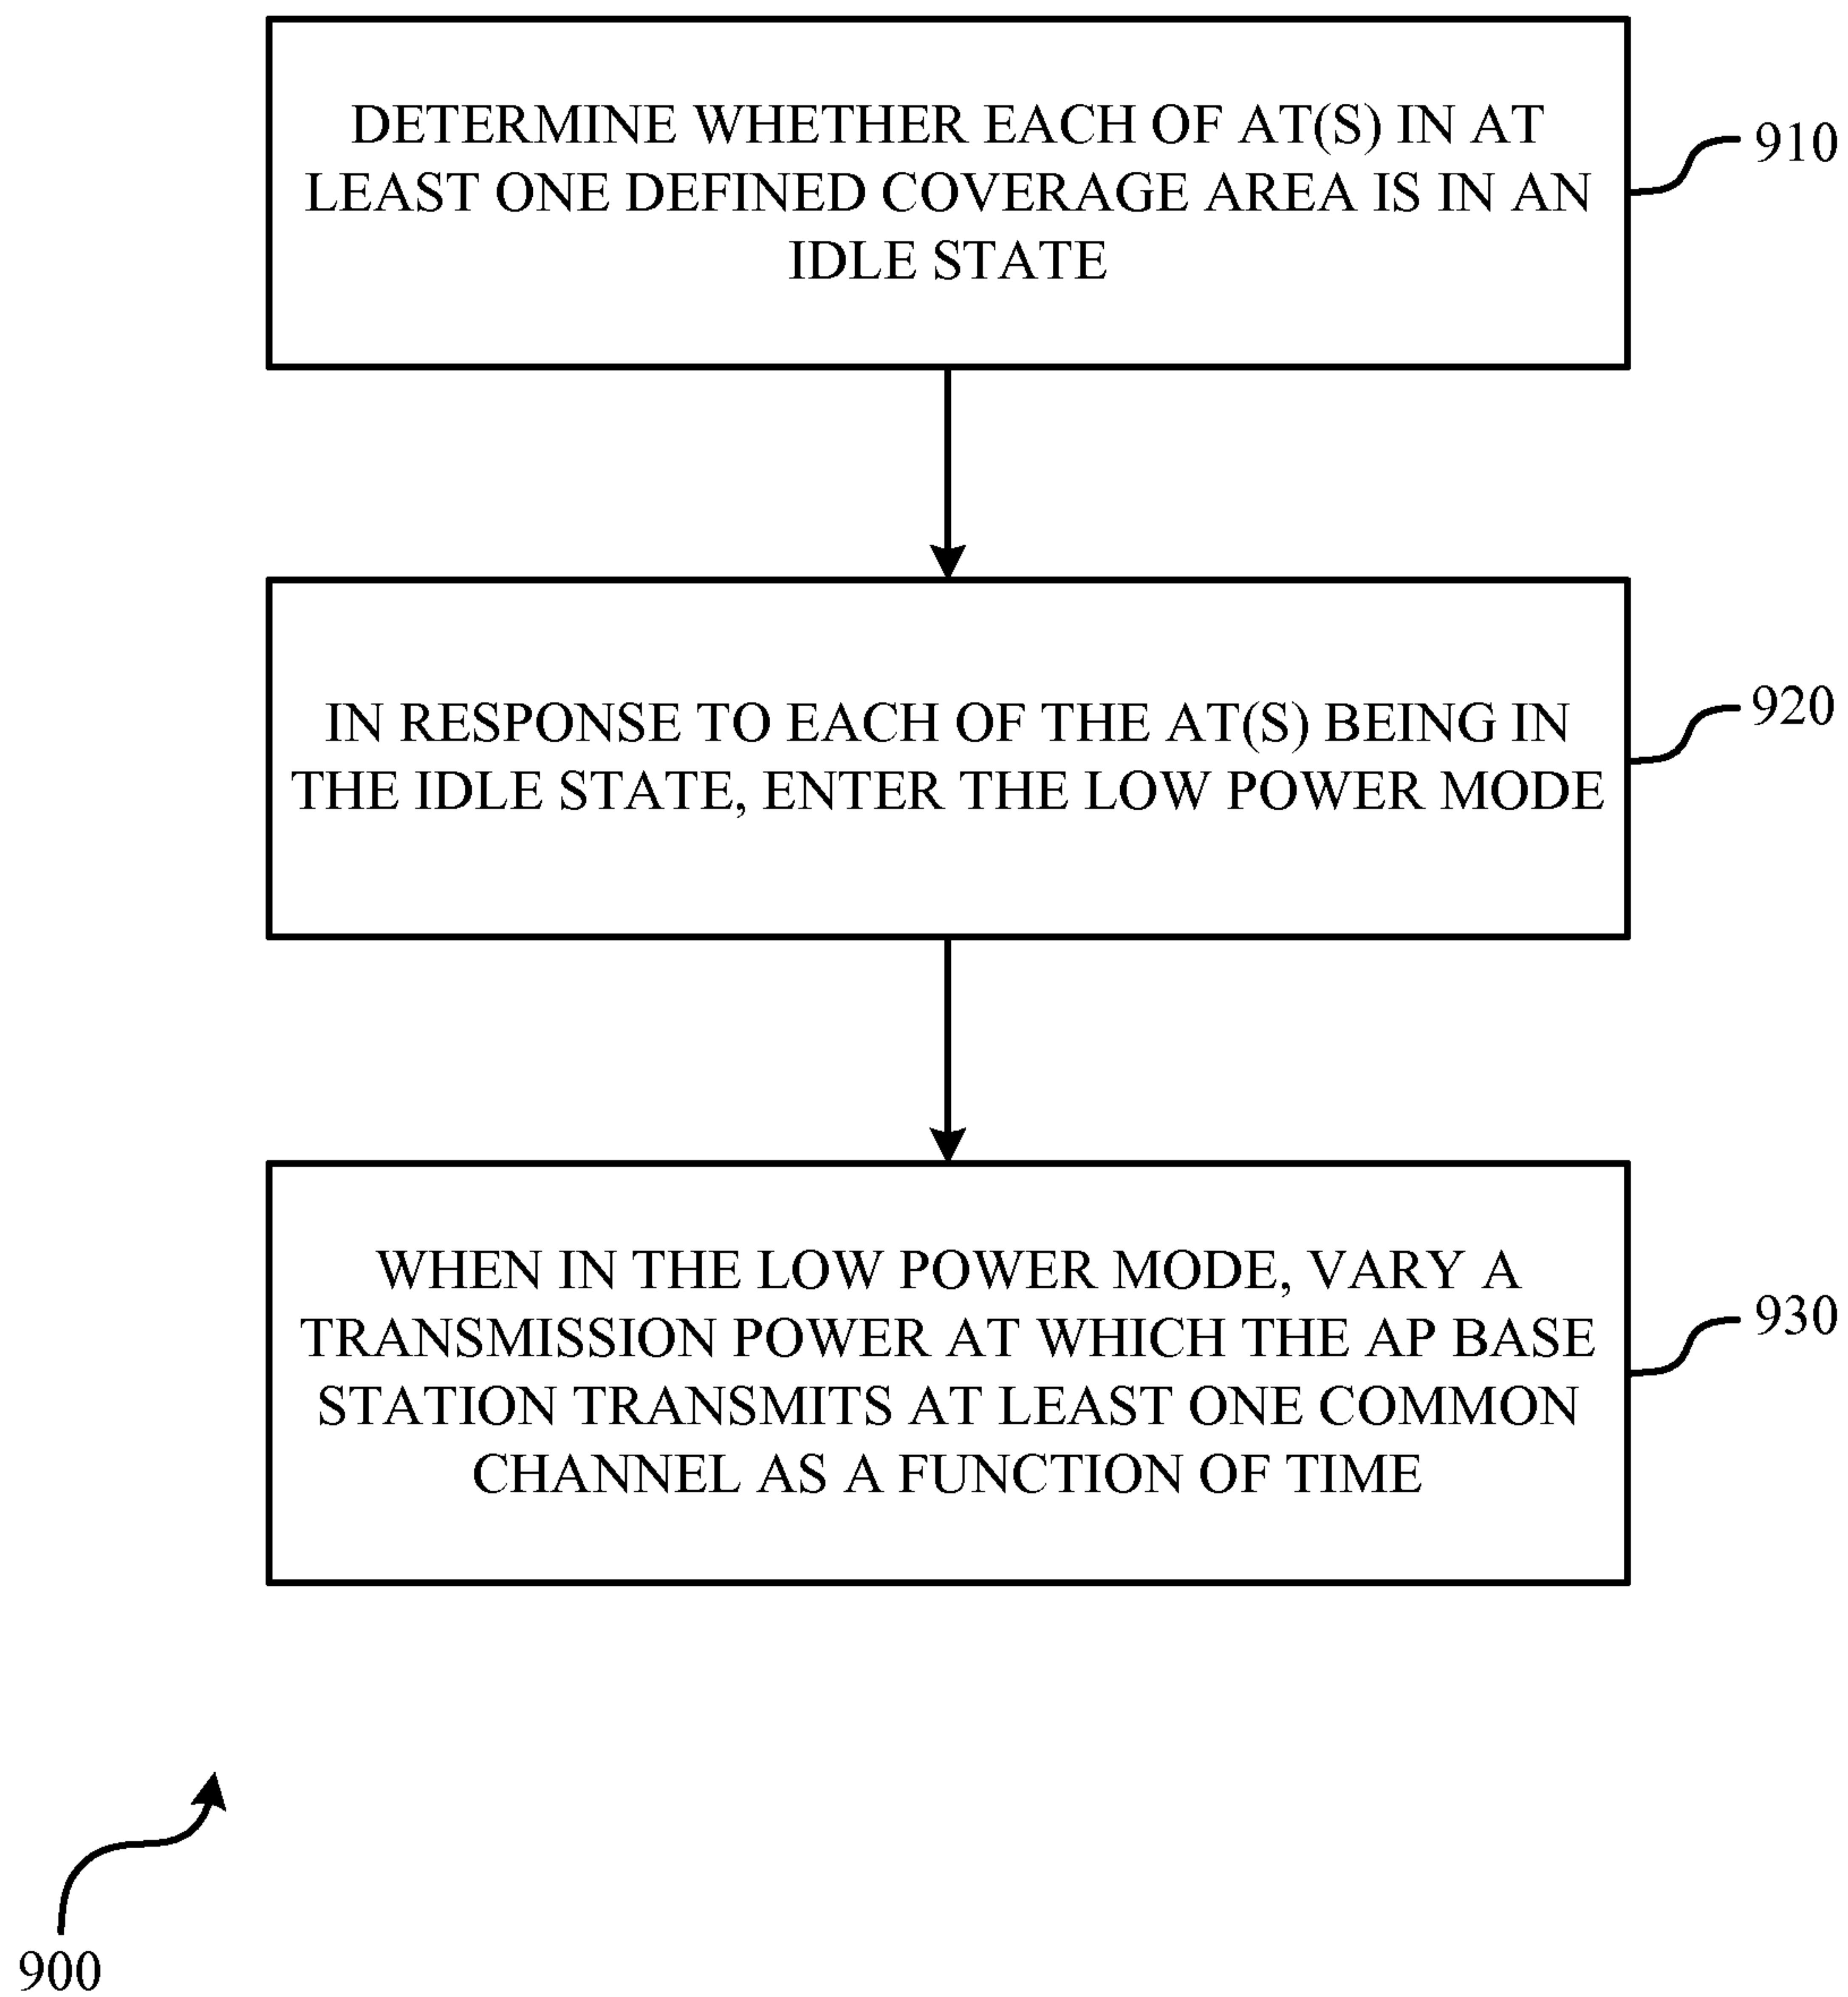 DETERMINE WHETHER EACH OF AT(S) IN AT
LEAST ONE DEFINED COVERAGE AREA IS IN AN
IDLE STATE
910
IN RESPONSE TO EACH OF THE AT(S) BEING IN
THE IDLE STATE, ENTER THE LOW POWER MODE
920
WHEN IN THE LOW POWER MODE, VARY A
TRANSMISSION POWER AT WHICH THE AP BASE
STATION TRANSMITS AT LEAST ONE COMMON
CHANNEL AS A FUNCTION OF TIME
930
900